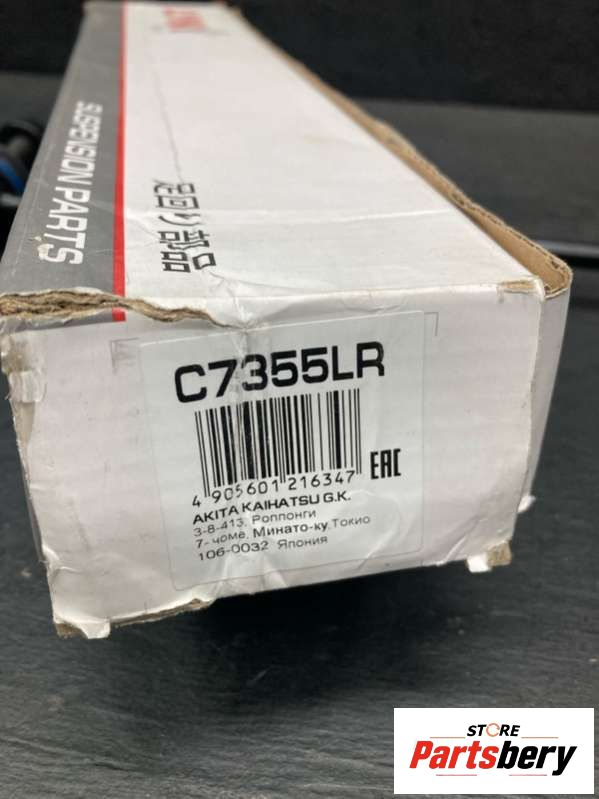 SUSPENSION PARTS
足回り部品
C7355LR
4 905601 216347
EAC
AKITA KAIHATSU G.K.
3-8-413, Роппонги
7-чоме, Минато-ку, Токио
106-0032 Япония
STORE
Partsbery